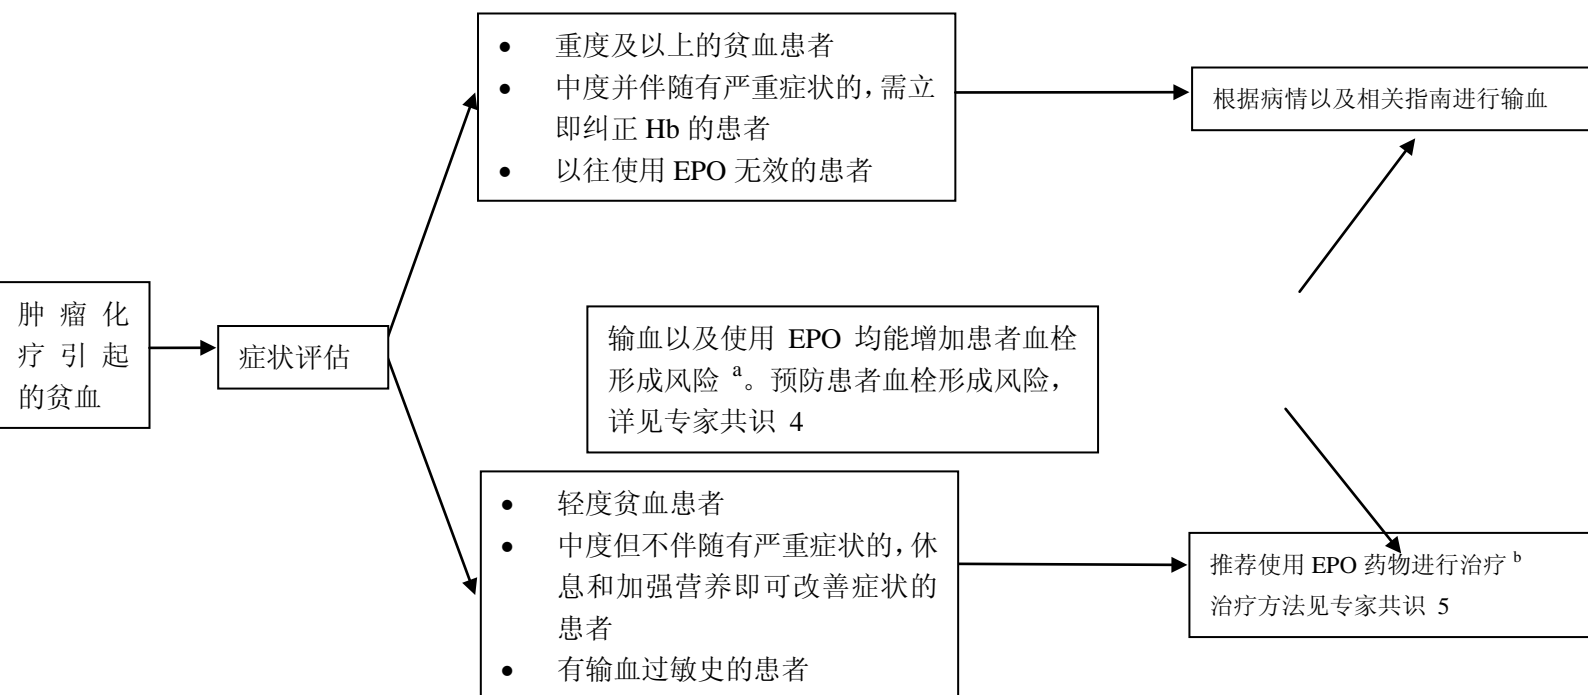 重度及以上的贫血患者
中度并伴随有严重症状的，需立
即纠正 Hb 的患者
以往使用 EPO 无效的患者
根据病情以及相关指南进行输血
肿瘤化
疗引起
的贫血
症状评估
输血以及使用 EPO 均能增加患者血栓
形成风险 a。预防患者血栓形成风险，
详见专家共识 4
轻度贫血患者
中度但不伴随有严重症状的，休
息和加强营养即可改善症状的
患者
有输血过敏史的患者
推荐使用 EPO 药物进行治疗 b
治疗方法见专家共识 5